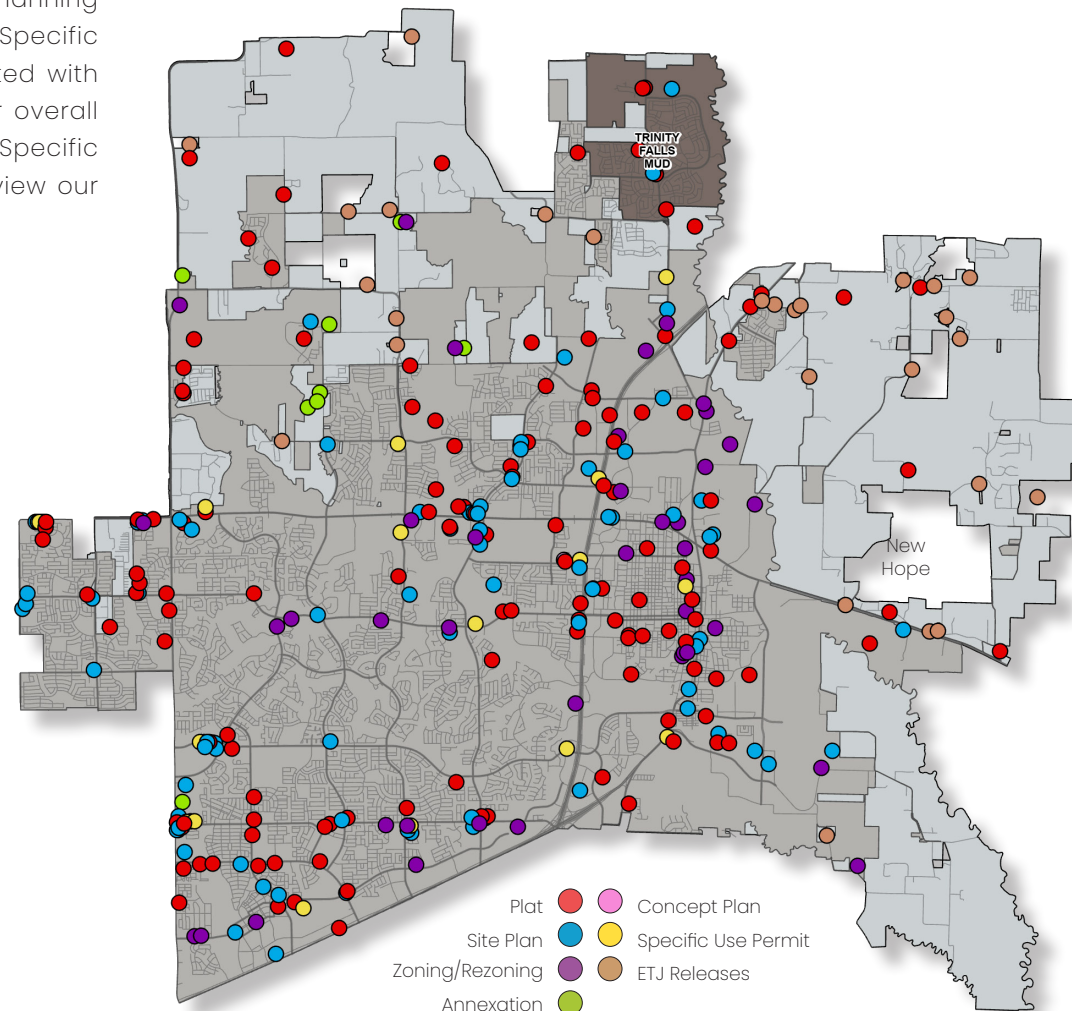 anning
Specific
ted with
r overall
Specific
view our
TRINITY
FALLS
MUD
New
Hope
Plat
Concept Plan
Site Plan
Specific Use Permit
Zoning/Rezoning
ETJ Releases
Annexation